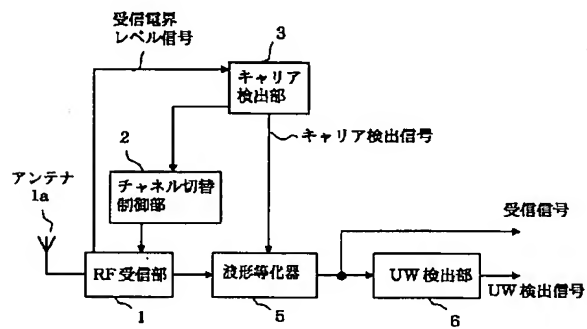 受信電界
レベル信号
3
キャリア
検出部
キャリア検出信号
2
アンテナ
1a
チャネル切替
制御部
受信信号
RF受信部
波形等化器
UW検出部
UW検出信号
1
5
6